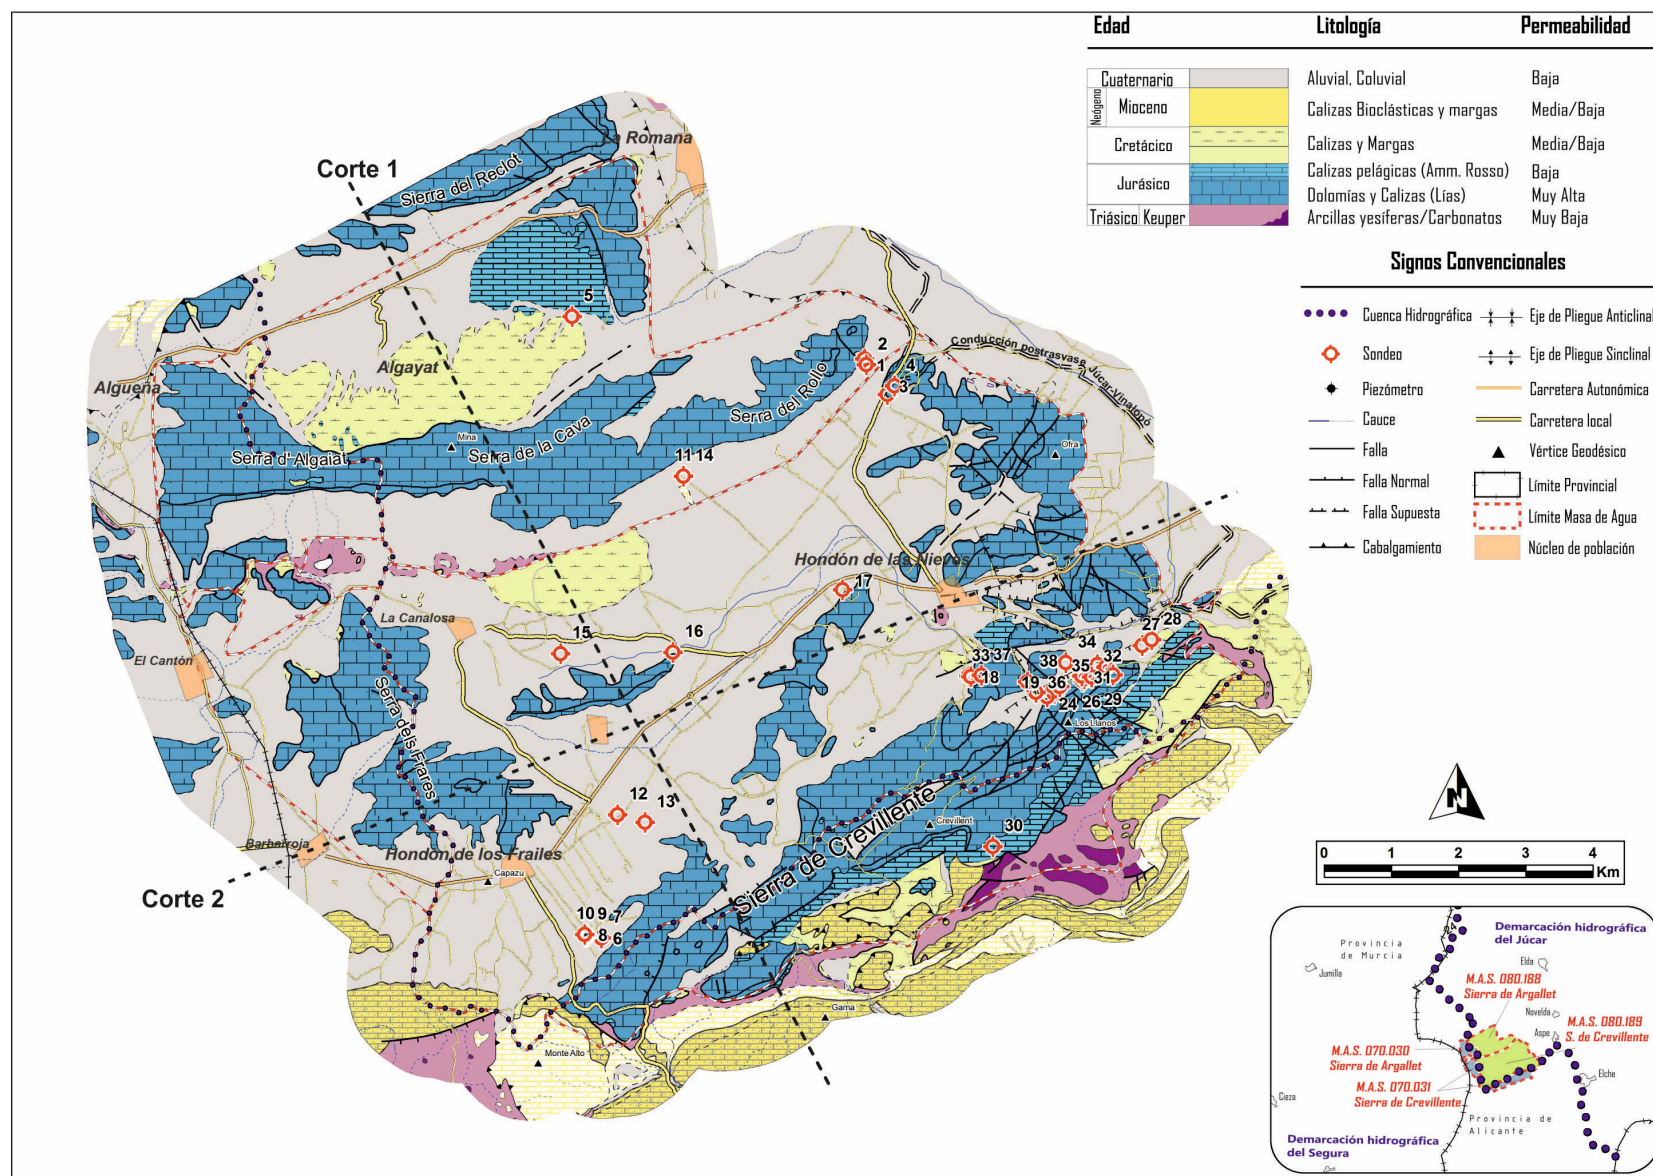 Edad Litología Permeabilidad
Cuaternario Aluvial, Coluvial Baja
Neógeno
Mioceno Calizas Bioclásticas y margas Media/Baja
Cretácico Calizas y Margas Media/Baja
Jurásico Calizas pelágicas (Amm. Rosso) Baja
Dolomías y Calizas (Lías) Muy Alta
Triásico Keuper Arcillas yesíferas/Carbonatos Muy Baja
Signos Convencionales
Cuenca Hidrográfica
Sondeo
Piezómetro
Cauce
Falla
Falla Normal
Falla Supuesta
Cabalgamiento
Eje de Pliegue Anticlinal
Eje de Pliegue Sinclinal
Carretera Autonómica
Carretera local
Vértice Geodésico
Límite Provincial
Límite Masa de Agua
Núcleo de población
La Romana
Corte 1
Sierra del Reclot
5
Algayat
Algueña
2
1
4
3
Conducción postrasvase Júcar-Vinalopó
Serra del Rollo
Mina
Serra de la Cava
Serra d'Algaiat
Ofra
11 14
Hondón de las Nieves
17
La Canalosa
15
16
El Cantón
Serra dels Frares
27 28
34
33 37
38
32
18
35
31
19
36
24 26 29
Los Llanos
12
13
Sierra de Crevillente
Crevillent
30
Barbarroja
Hondón de los Frailes
Capazu
Corte 2
10 9 7
8 6
Gama
Monte Alto
N
0 1 2 3 4
Km
Demarcación hidrográfica
del Júcar
Provincia
de Murcia
Jumilla
Elda
M.A.S. 080.188
Sierra de Argallet
Novelda
Aspe
M.A.S. 080.189
S. de Crevillente
M.A.S. 070.030
Sierra de Argallet
Elche
M.A.S. 070.031
Sierra de Crevillente
Cieza
Provincia de
Alicante
Demarcación hidrográfica
del Segura